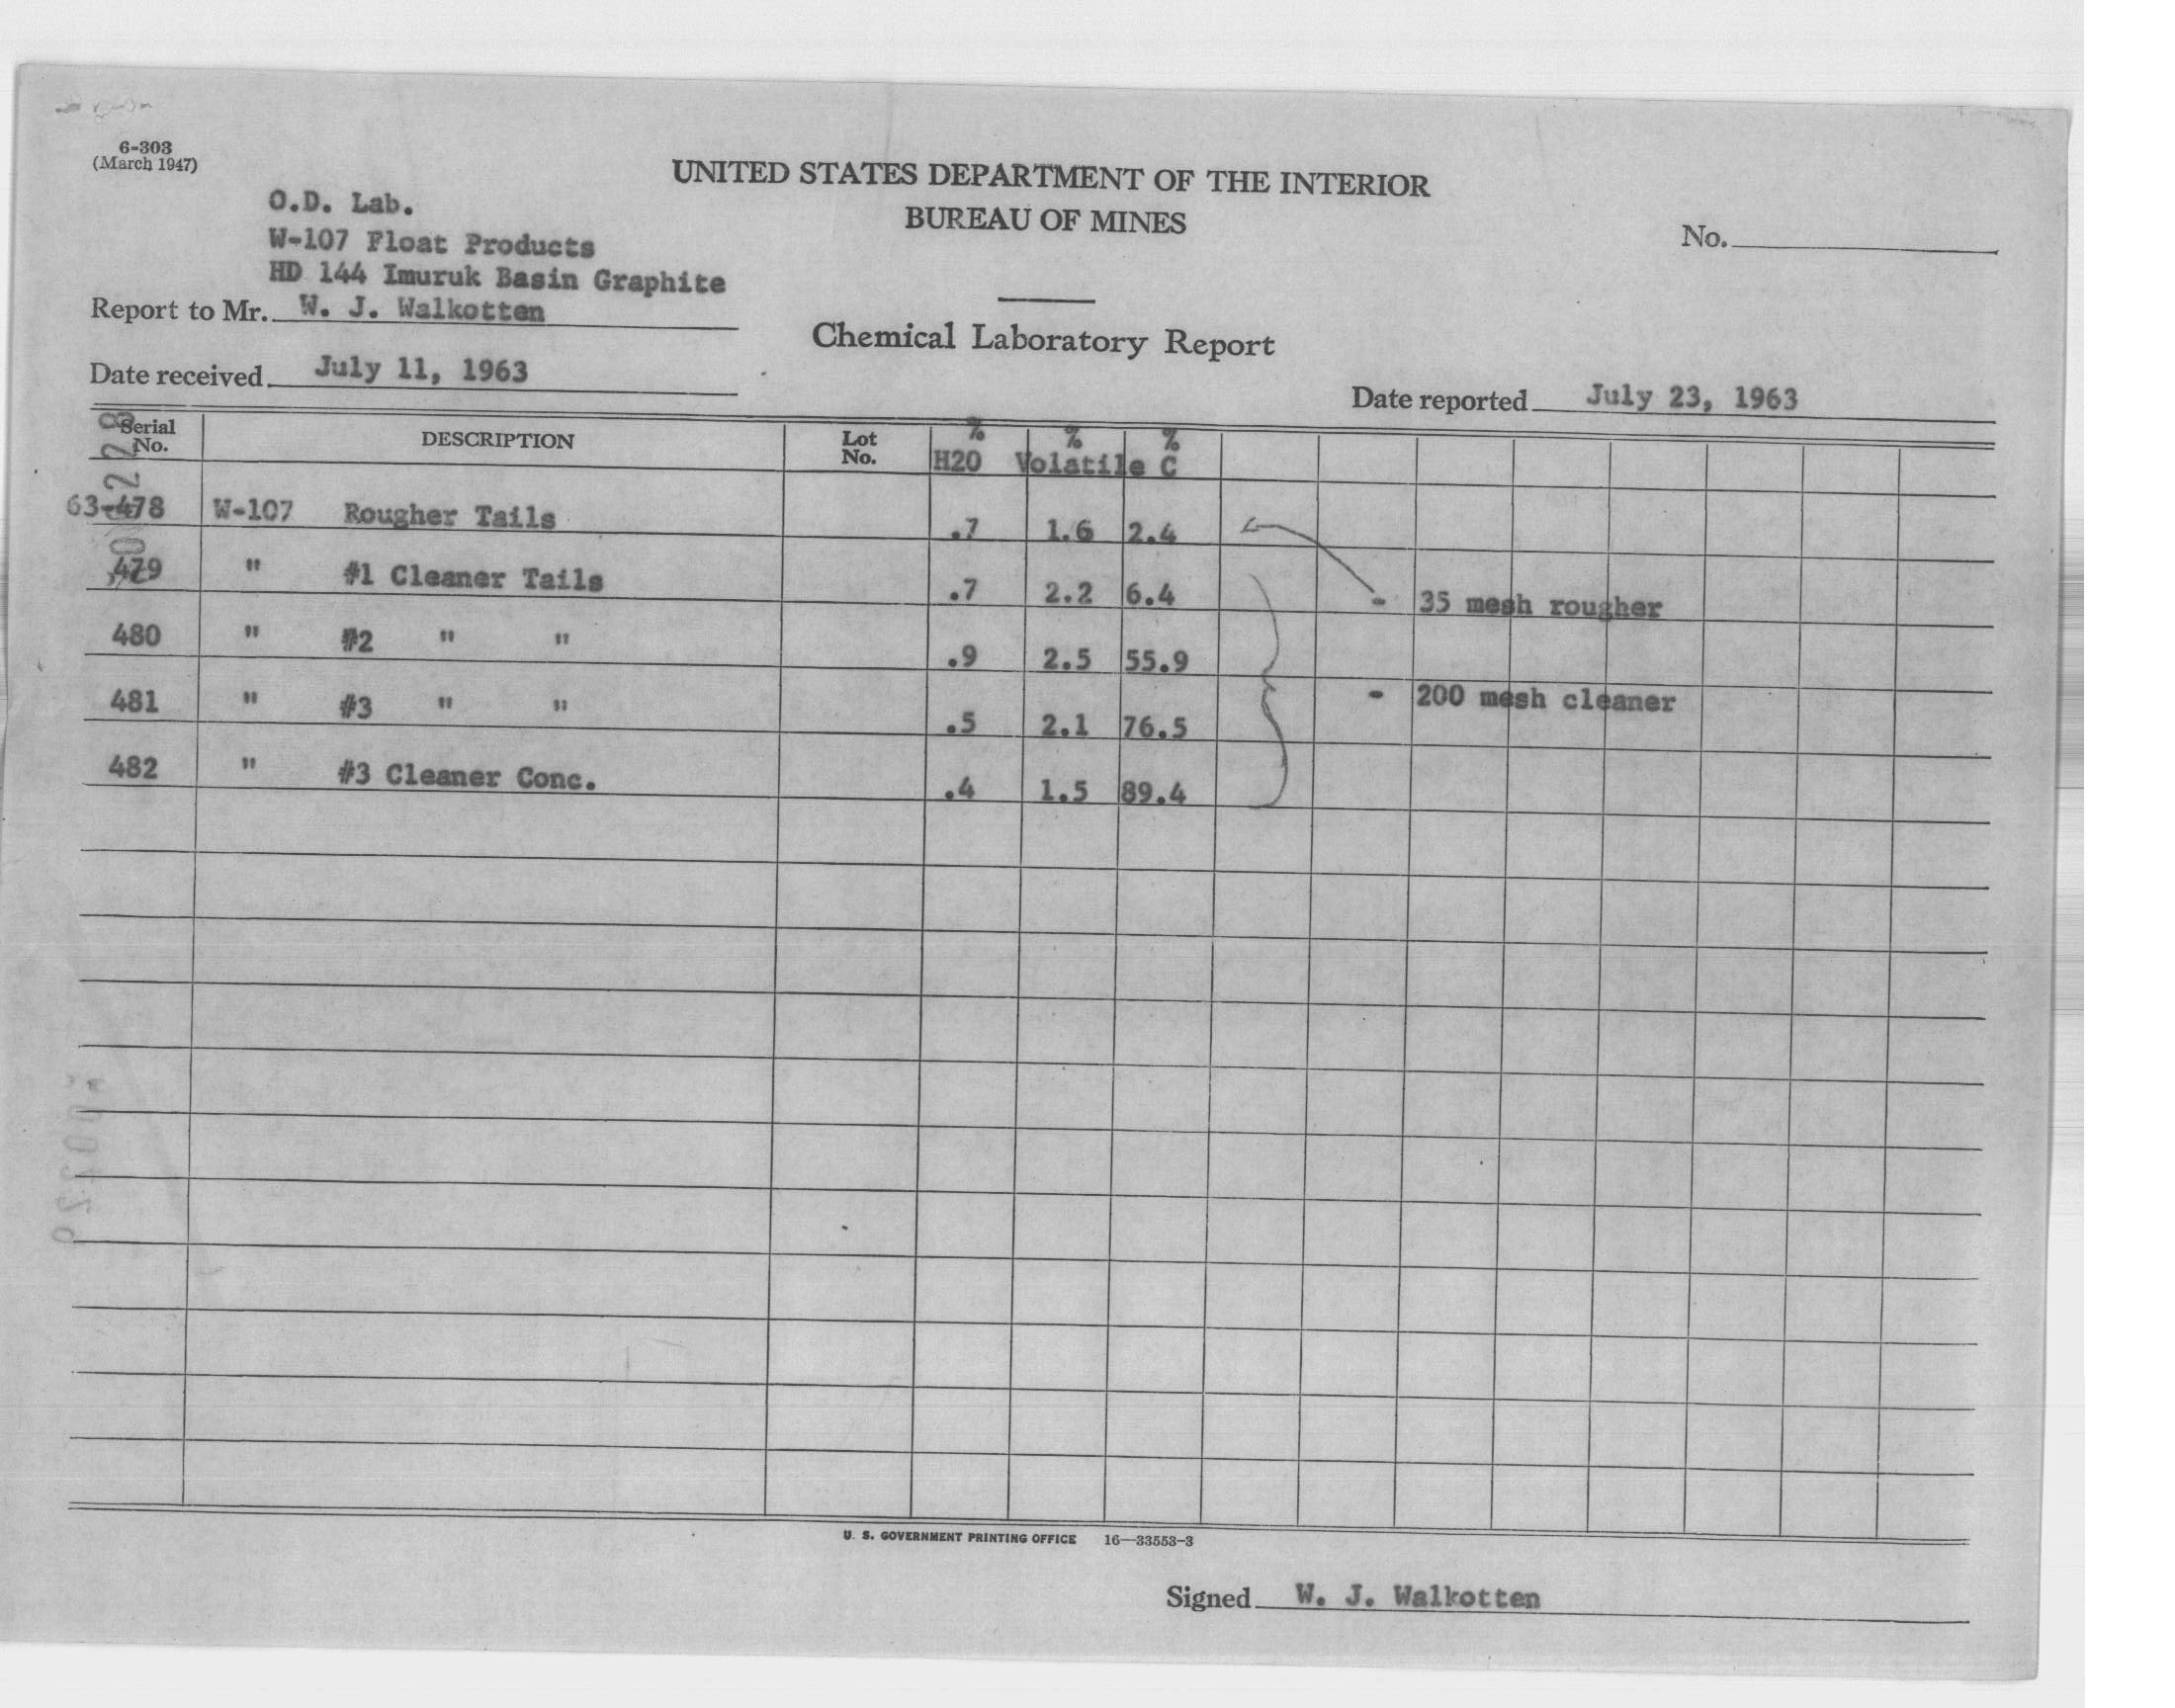 6-303
(March 1947)
UNITED STATES DEPARTMENT OF THE INTERIOR
BUREAU OF MINES
No.
O.D. Lab.
W-107 Float Products
HD 144 Imuruk Basin Graphite
Report to Mr. W. J. Walkotten
Chemical Laboratory Report
Date received July 11, 1963
Date reported July 23, 1963
Serial No. DESCRIPTION Lot No. % H20 % Volatile % C
63-478 W-107 Rougher Tails .7 1.6 2.4
479 " #1 Cleaner Tails .7 2.2 6.4 - 35 mesh rougher
480 " #2 " " .9 2.5 55.9
481 " #3 " " .5 2.1 76.5 - 200 mesh cleaner
482 " #3 Cleaner Conc. .4 1.5 89.4
U. S. GOVERNMENT PRINTING OFFICE 16—33553-3
Signed W. J. Walkotten